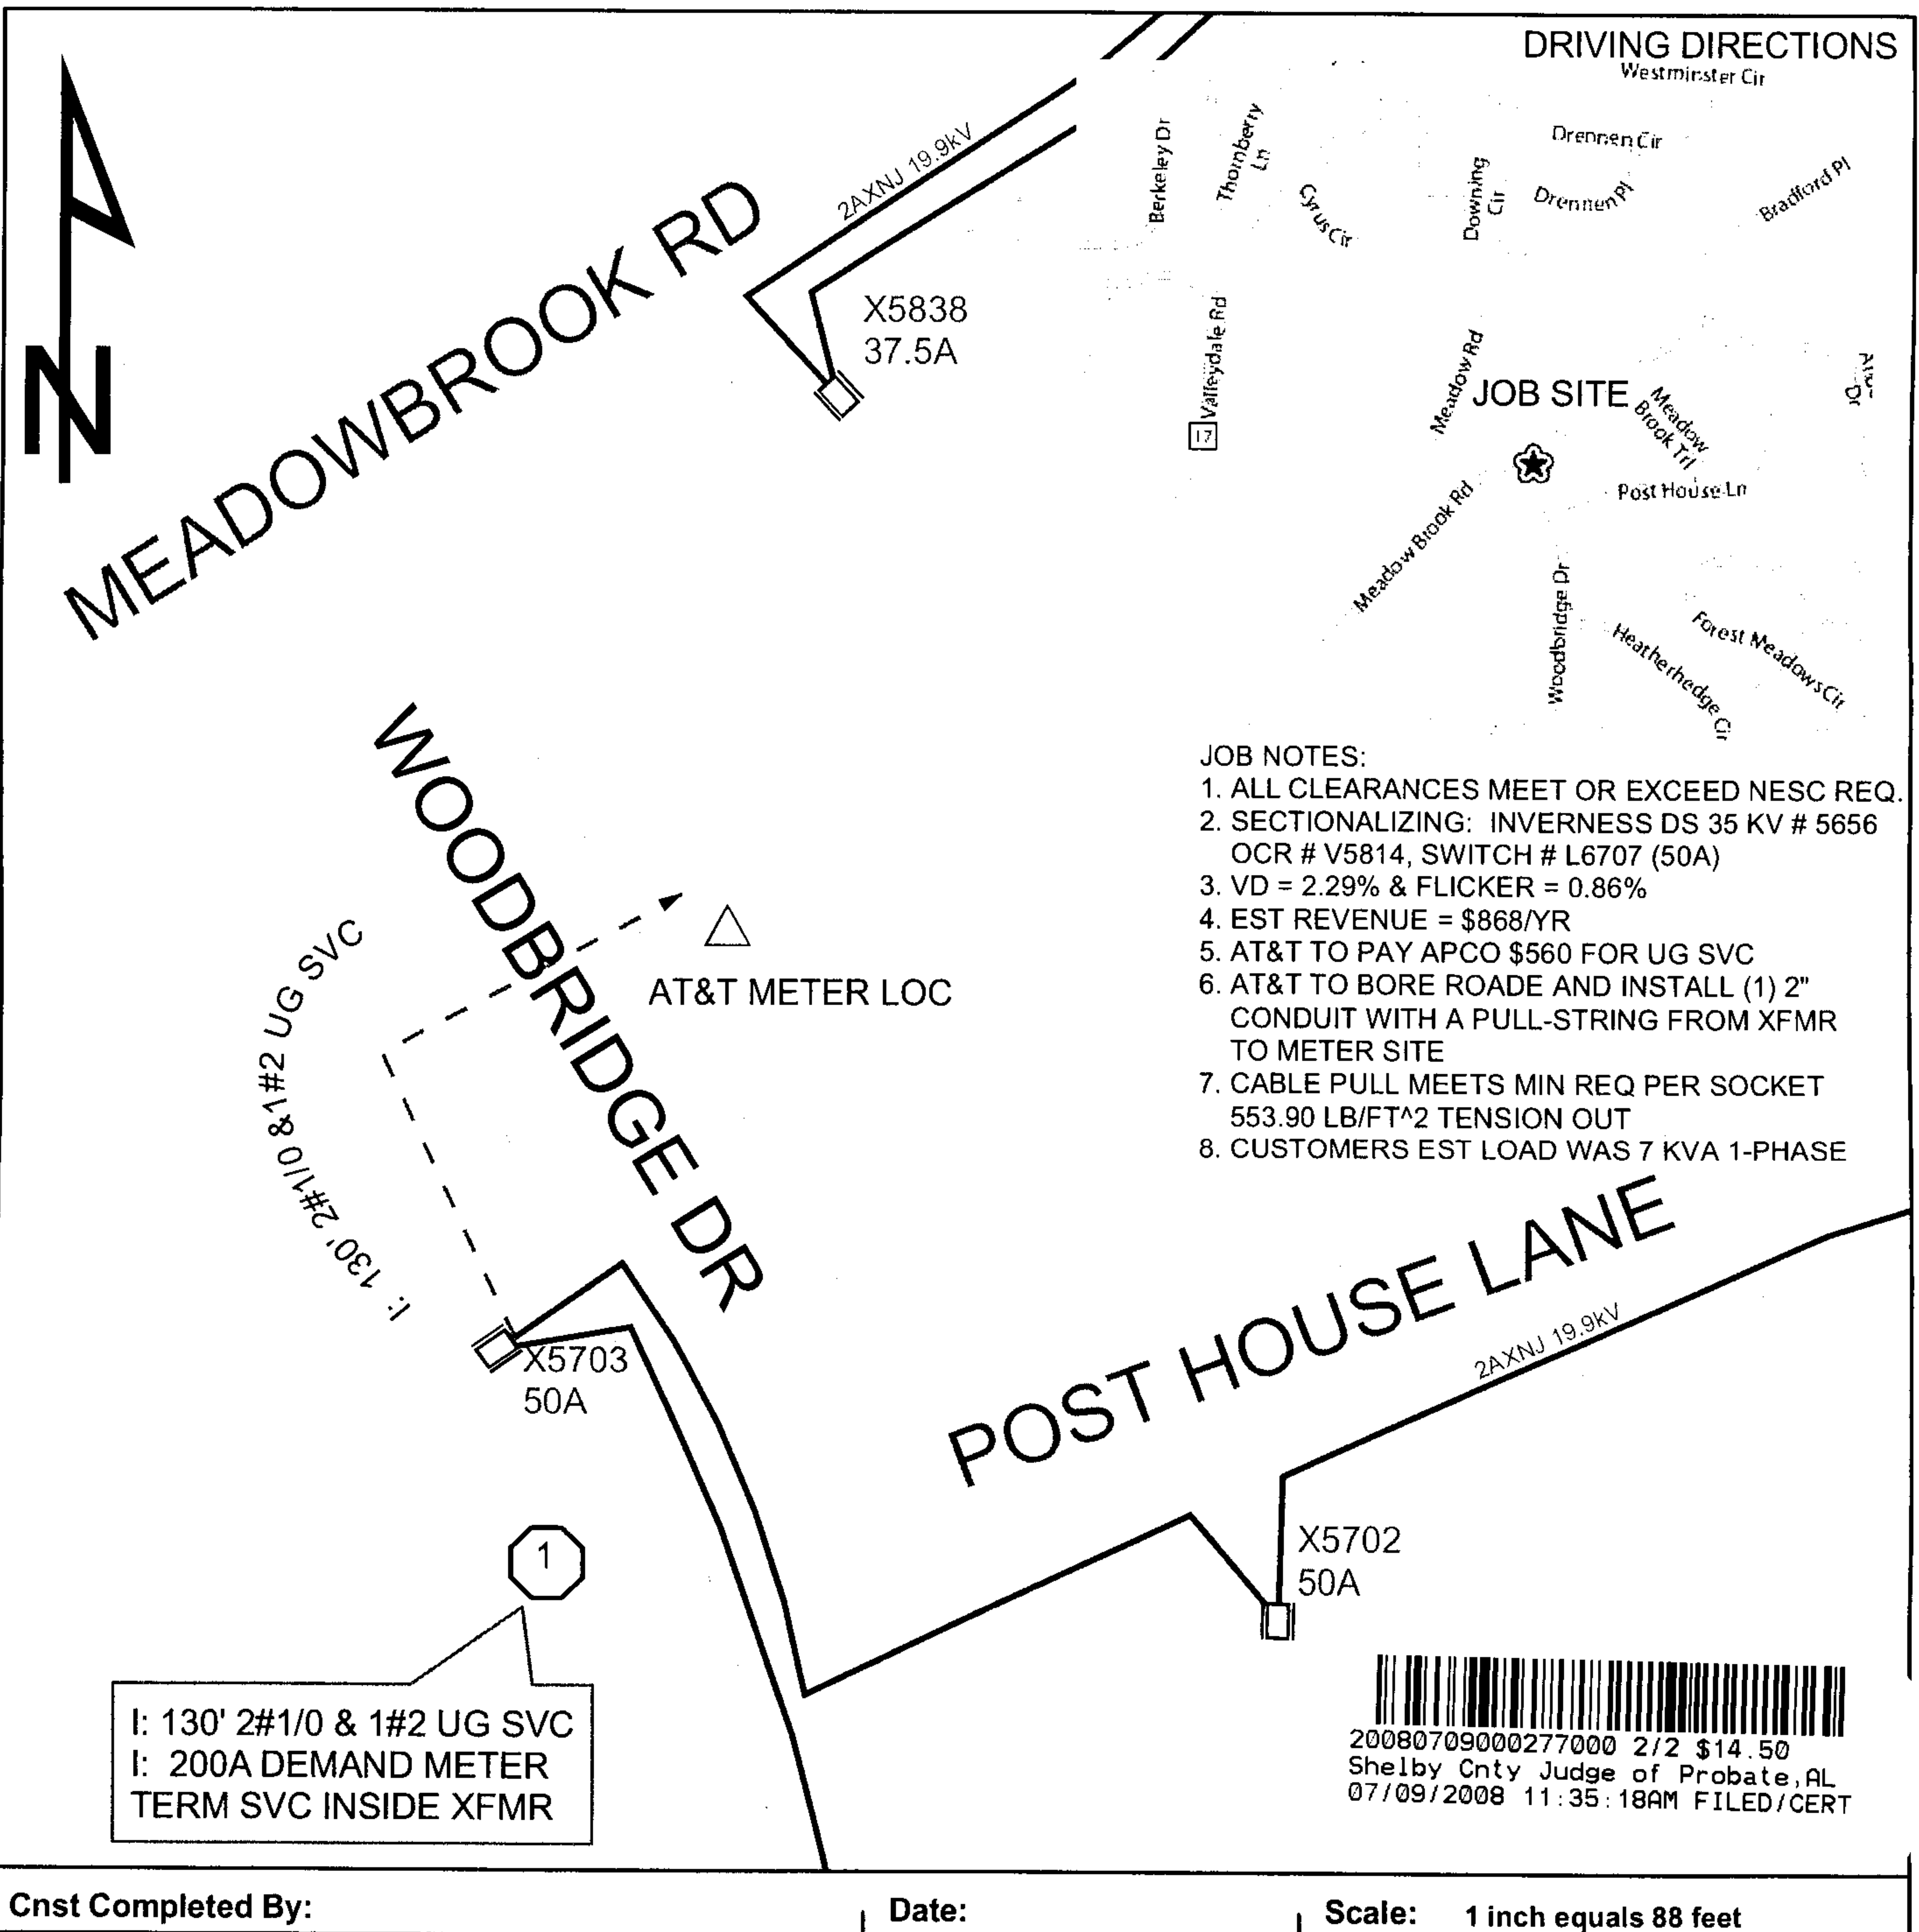 DRIVING DIRECTIONS
Westminster Cir
Drennen Cir
Berkeley Dr
Thornberry
Ln
Cyrus Cir
Downing
Cir
Drennen Pl
Bradford Pl
2AXNJ 19.9kV
MEADOWBROOK RD
N
X5838
37.5A
Valleydale Rd
17
Meadow Rd
JOB SITE
Meadow
Brook Trl
Dr
Post House Ln
Meadow Brook Rd
Woodbridge Dr
Heatherhedge Cir
Forest Meadows Cir
JOB NOTES:
1. ALL CLEARANCES MEET OR EXCEED NESC REQ.
2. SECTIONALIZING: INVERNESS DS 35 KV # 5656
OCR # V5814, SWITCH # L6707 (50A)
3. VD = 2.29% & FLICKER = 0.86%
4. EST REVENUE = $868/YR
5. AT&T TO PAY APCO $560 FOR UG SVC
6. AT&T TO BORE ROADE AND INSTALL (1) 2"
CONDUIT WITH A PULL-STRING FROM XFMR
TO METER SITE
7. CABLE PULL MEETS MIN REQ PER SOCKET
553.90 LB/FT^2 TENSION OUT
8. CUSTOMERS EST LOAD WAS 7 KVA 1-PHASE
WOODBRIDGE DR
AT&T METER LOC
I: 130' 2#1/0 &1#2 UG SVC
X5703
50A
POST HOUSE LANE
2AXNJ 19.9kV
X5702
50A
1
I: 130' 2#1/0 & 1#2 UG SVC
I: 200A DEMAND METER
TERM SVC INSIDE XFMR
20080709000277000 2/2 $14.50
Shelby Cnty Judge of Probate,AL
07/09/2008 11:35:18AM FILED/CERT
Cnst Completed By:
Date:
Scale: 1 inch equals 88 feet